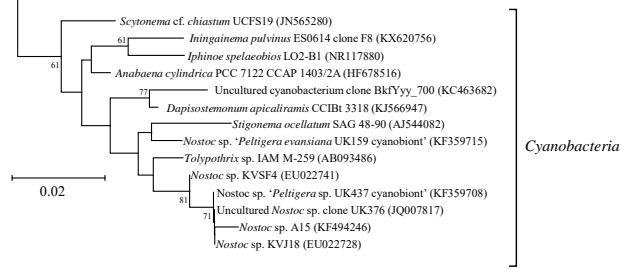 Scytonema cf. chiastum UCFS19 (JN565280)
61
Iningainema pulvinus ES0614 clone F8 (KX620756)
Iphinoe spelaeobios LO2-B1 (NR117880)
61
Anabaena cylindrica PCC 7122 CCAP 1403/2A (HF678516)
77
Uncultured cyanobacterium clone BkfYyy_700 (KC463682)
Dapisostemonum apicaliramis CCIBt 3318 (KJ566947)
Stigonema ocellatum SAG 48-90 (AJ544082)
Nostoc sp. ‘Peltigera evansiana UK159 cyanobiont’ (KF359715)
Cyanobacteria
Tolypothrix sp. IAM M-259 (AB093486)
Nostoc sp. KVSF4 (EU022741)
0.02
81
Nostoc sp. ‘Peltigera sp. UK437 cyanobiont’ (KF359708)
71
Uncultured Nostoc sp. clone UK376 (JQ007817)
Nostoc sp. A15 (KF494246)
Nostoc sp. KVJ18 (EU022728)